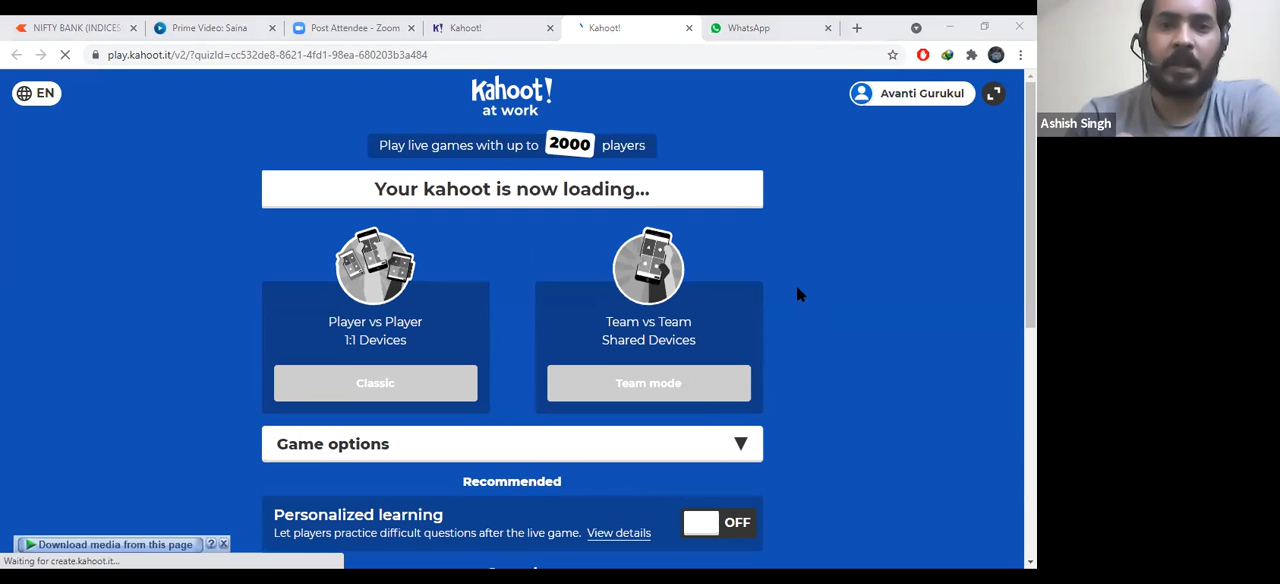 NIFTY BANK (INDICES
Prime Video: Saina
Post Attendee - Zoom
Kahoot!
Kahoot!
WhatsApp
play.kahoot.it/v2/?quizId=cc532de8-8621-4fd1-98ea-680203b3a484
EN
Kahoot!
at work
Avanti Gurukul
Ashish Singh
Play live games with up to 2000 players
Your kahoot is now loading...
Player vs Player
1:1 Devices
Classic
Team vs Team
Shared Devices
Team mode
Game options
Recommended
Personalized learning
OFF
Let players practice difficult questions after the live game. View details
Download media from this page
Waiting for create.kahoot.it...